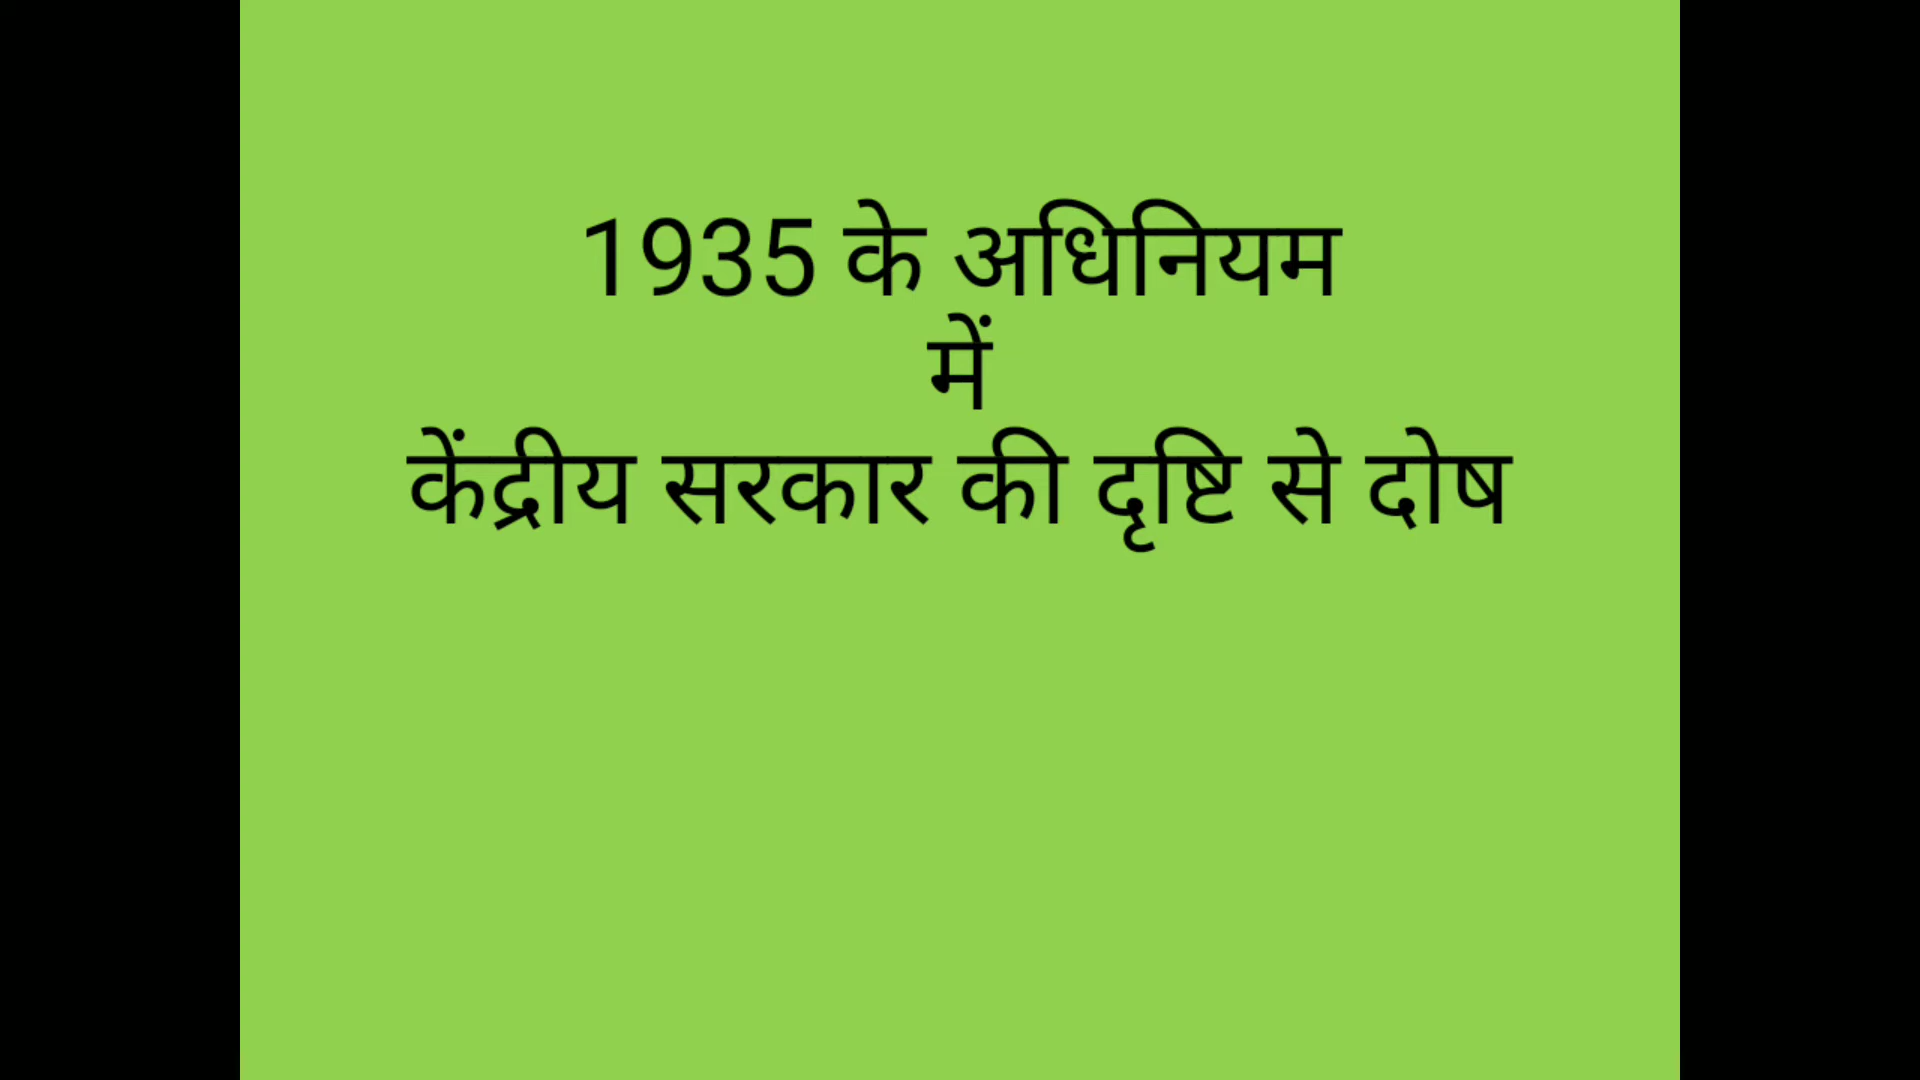 1935 के अधिनियम
में
केंद्रीय सरकार की दृष्टि से दोष